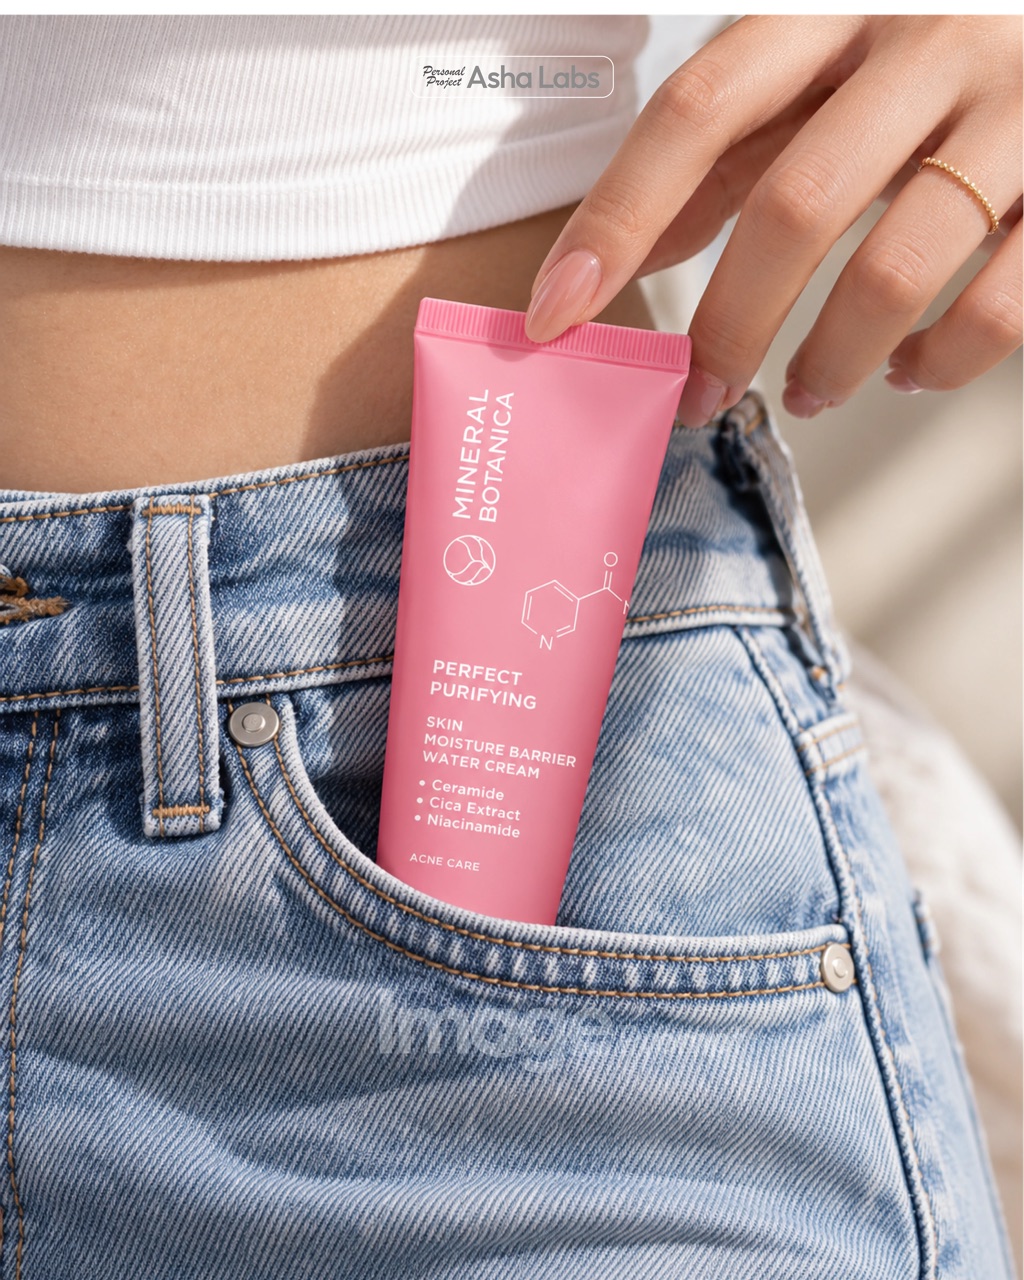 Personal
Project
Asha Labs
MINERAL
BOTANICA
O
N
N
PERFECT
PURIFYING
SKIN
MOISTURE BARRIER
WATER CREAM
• Ceramide
• Cica Extract
• Niacinamide
ACNE CARE
Image